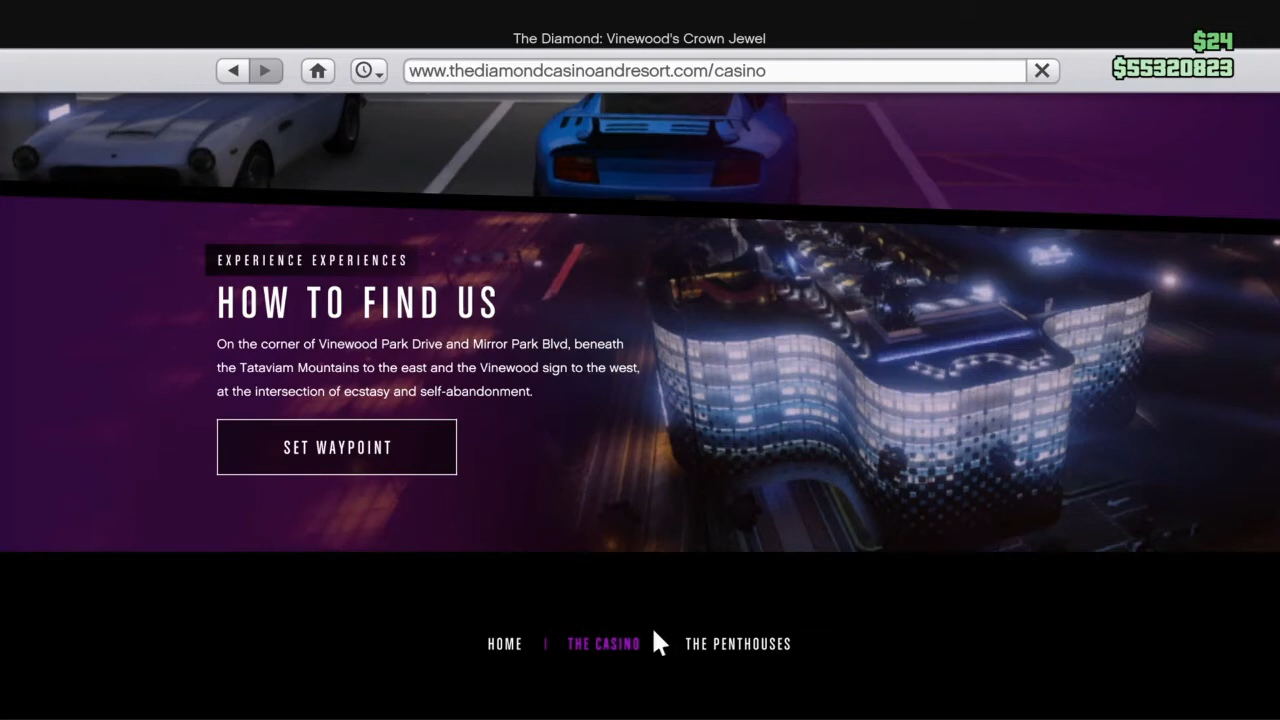 The Diamond: Vinewood's Crown Jewel
$24
www.thediamondcasinoandresort.com/casino
$55320823
EXPERIENCE EXPERIENCES
HOW TO FIND US
On the corner of Vinewood Park Drive and Mirror Park Blvd, beneath
the Tataviam Mountains to the east and the Vinewood sign to the west,
at the intersection of ecstasy and self-abandonment.
SET WAYPOINT
HOME | THE CASINO THE PENTHOUSES